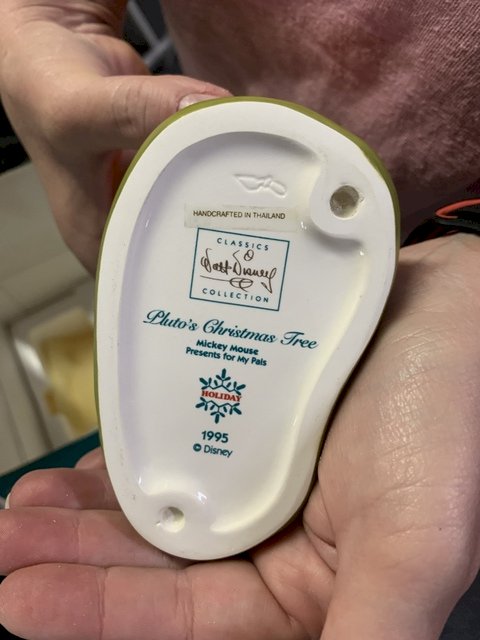 HANDCRAFTED IN THAILAND
CLASSICS
Walt Disney
COLLECTION
Pluto's Christmas Tree
Mickey Mouse
Presents for My Pals
HOLIDAY
1995
© Disney